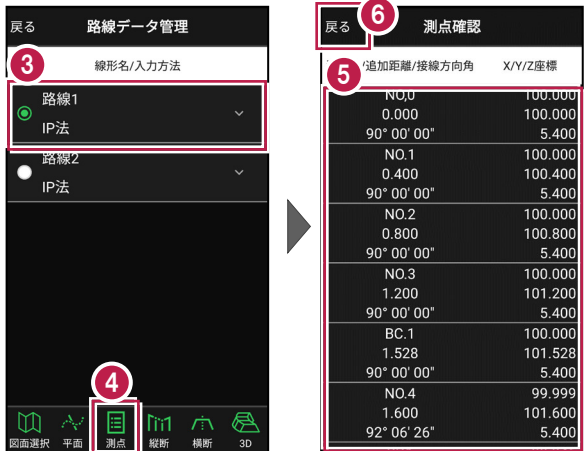 戻る
路線データ管理
3
線形名/入力方法
路線1
IP法
路線2
IP法
4
図面選択
平面
測点
縦断
横断
3D
6
戻る
測点確認
5
/追加距離/接線方向角
X/Y/Z座標
NO,0
100.000
0.000
100.000
90° 00' 00"
5.400
NO.1
100.000
0.400
100.400
90° 00' 00"
5.400
NO.2
100.000
0.800
100.800
90° 00' 00"
5.400
NO.3
100.000
1.200
101.200
90° 00' 00"
5.400
BC.1
100.000
1.528
101.528
90° 00' 00"
5.400
NO.4
99.999
1.600
101.600
92° 06' 26"
5.400